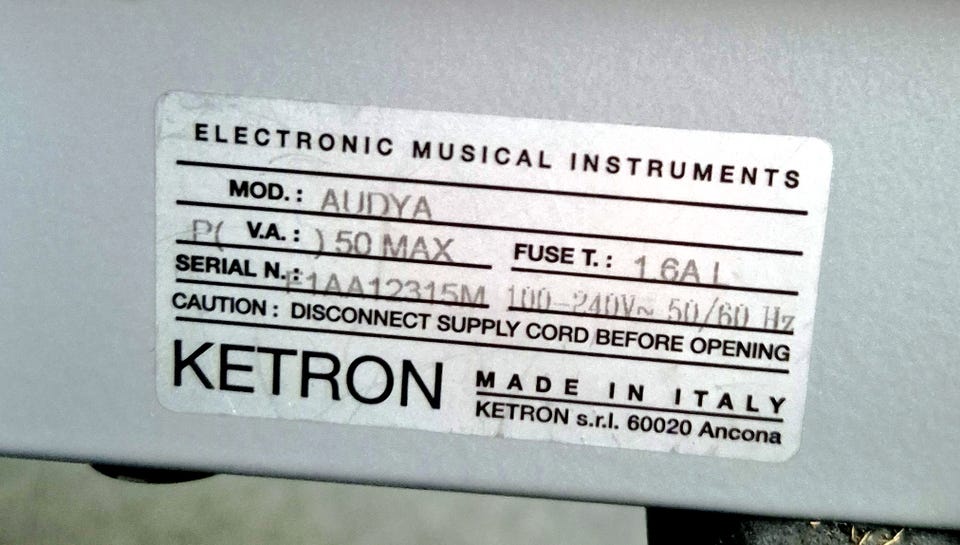 ELECTRONIC MUSICAL INSTRUMENTS
MOD.: AUDYA
P( V.A.: ) 50 MAX
FUSE T.: 1.6A L
SERIAL N.: F1AA12315M
100-240V~ 50/60 Hz
CAUTION: DISCONNECT SUPPLY CORD BEFORE OPENING
KETRON
MADE IN ITALY
KETRON s.r.l. 60020 Ancona